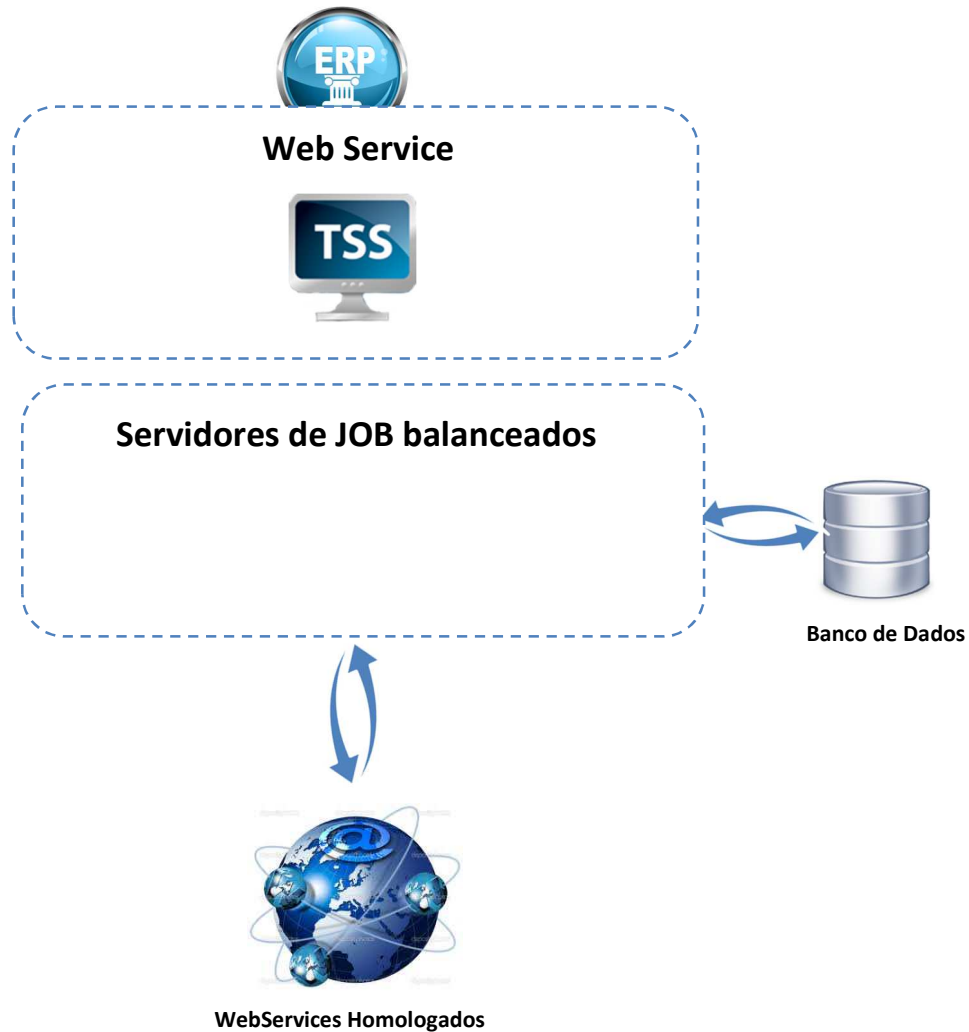 ERP
Web Service
TSS
Servidores de JOB balanceados
Banco de Dados
@
WebServices Homologados